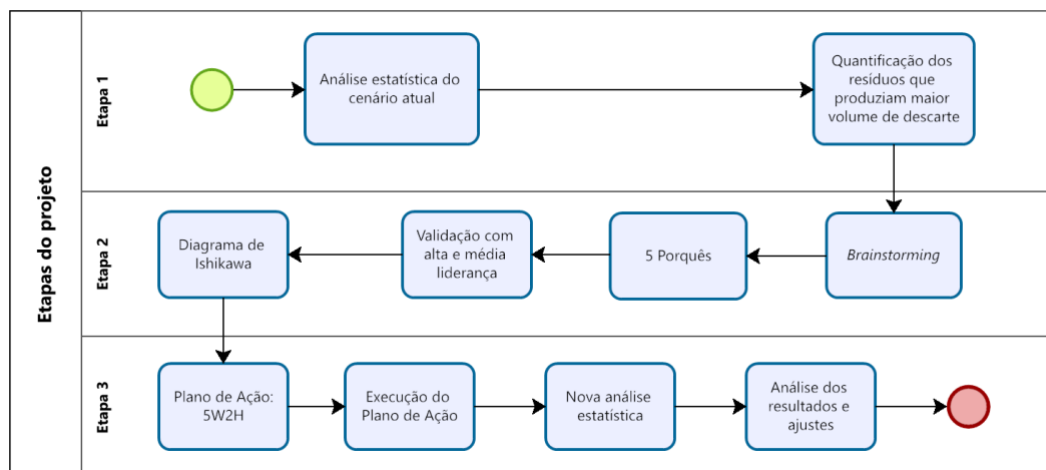 Etapas do projeto
Etapa 1
Análise estatística do
cenário atual
Quantificação dos
resíduos que
produziam maior
volume de descarte
Etapa 2
Diagrama de
Ishikawa
Validação com
alta e média
liderança
5 Porquês
Brainstorming
Etapa 3
Plano de Ação:
5W2H
Execução do
Plano de Ação
Nova análise
estatística
Análise dos
resultados e
ajustes